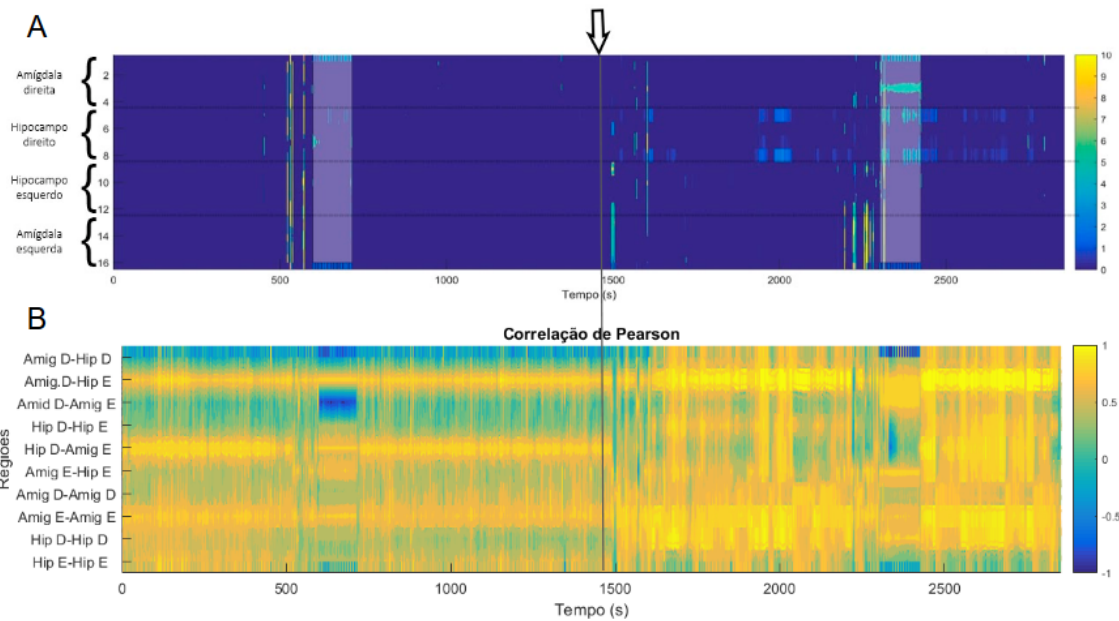 A
Amígdala
direita
Hipocampo
direito
Hipocampo
esquerdo
Amígdala
esquerda
2
4
6
8
10
12
14
16
0
500
1000
1500
2000
2500
Tempo (s)
10
9
8
7
6
5
4
3
2
1
0
B
Correlação de Pearson
Regiões
Amig D-Hip D
Amig.D-Hip E
Amid D-Amig E
Hip D-Hip E
Hip D-Amig E
Amig E-Hip E
Amig D-Amig D
Amig E-Amig E
Hip D-Hip D
Hip E-Hip E
0
500
1000
1500
2000
2500
Tempo (s)
1
0.5
0
-0.5
-1